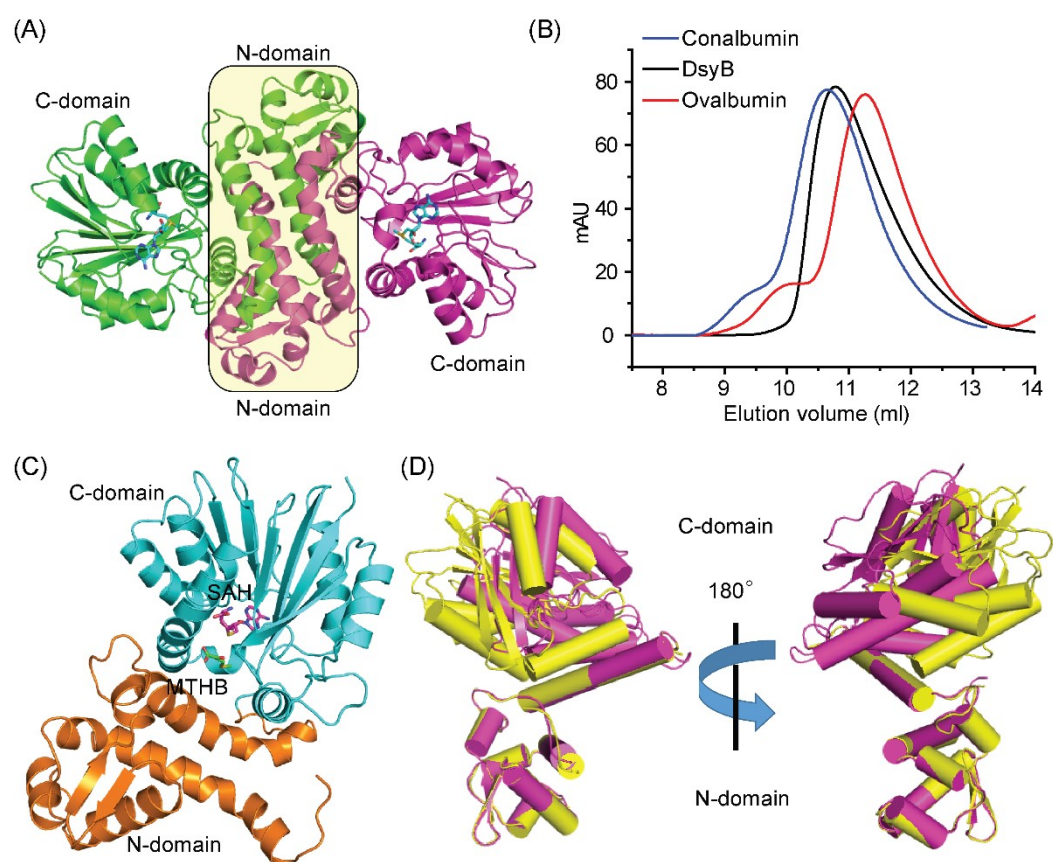 (A)
N-domain
C-domain
C-domain
N-domain
(B)
Conalbumin
DsyB
Ovalbumin
mAU
80
60
40
20
0
8 9 10 11 12 13 14
Elution volume (ml)
(C)
C-domain
SAH
MTHB
N-domain
(D)
C-domain
180°
N-domain